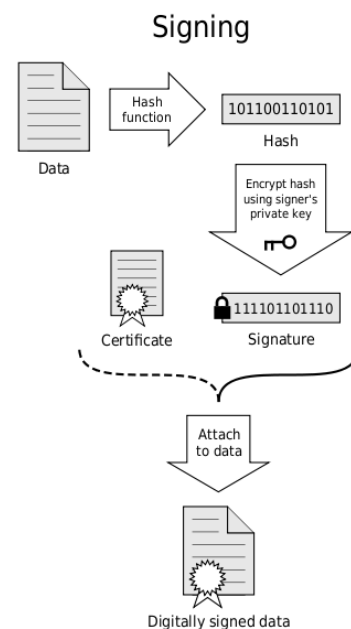 Signing
Hash
function
101100110101
Data
Hash
Encrypt hash
using signer's
private key
111101101110
Certificate
Signature
Attach
to data
Digitally signed data